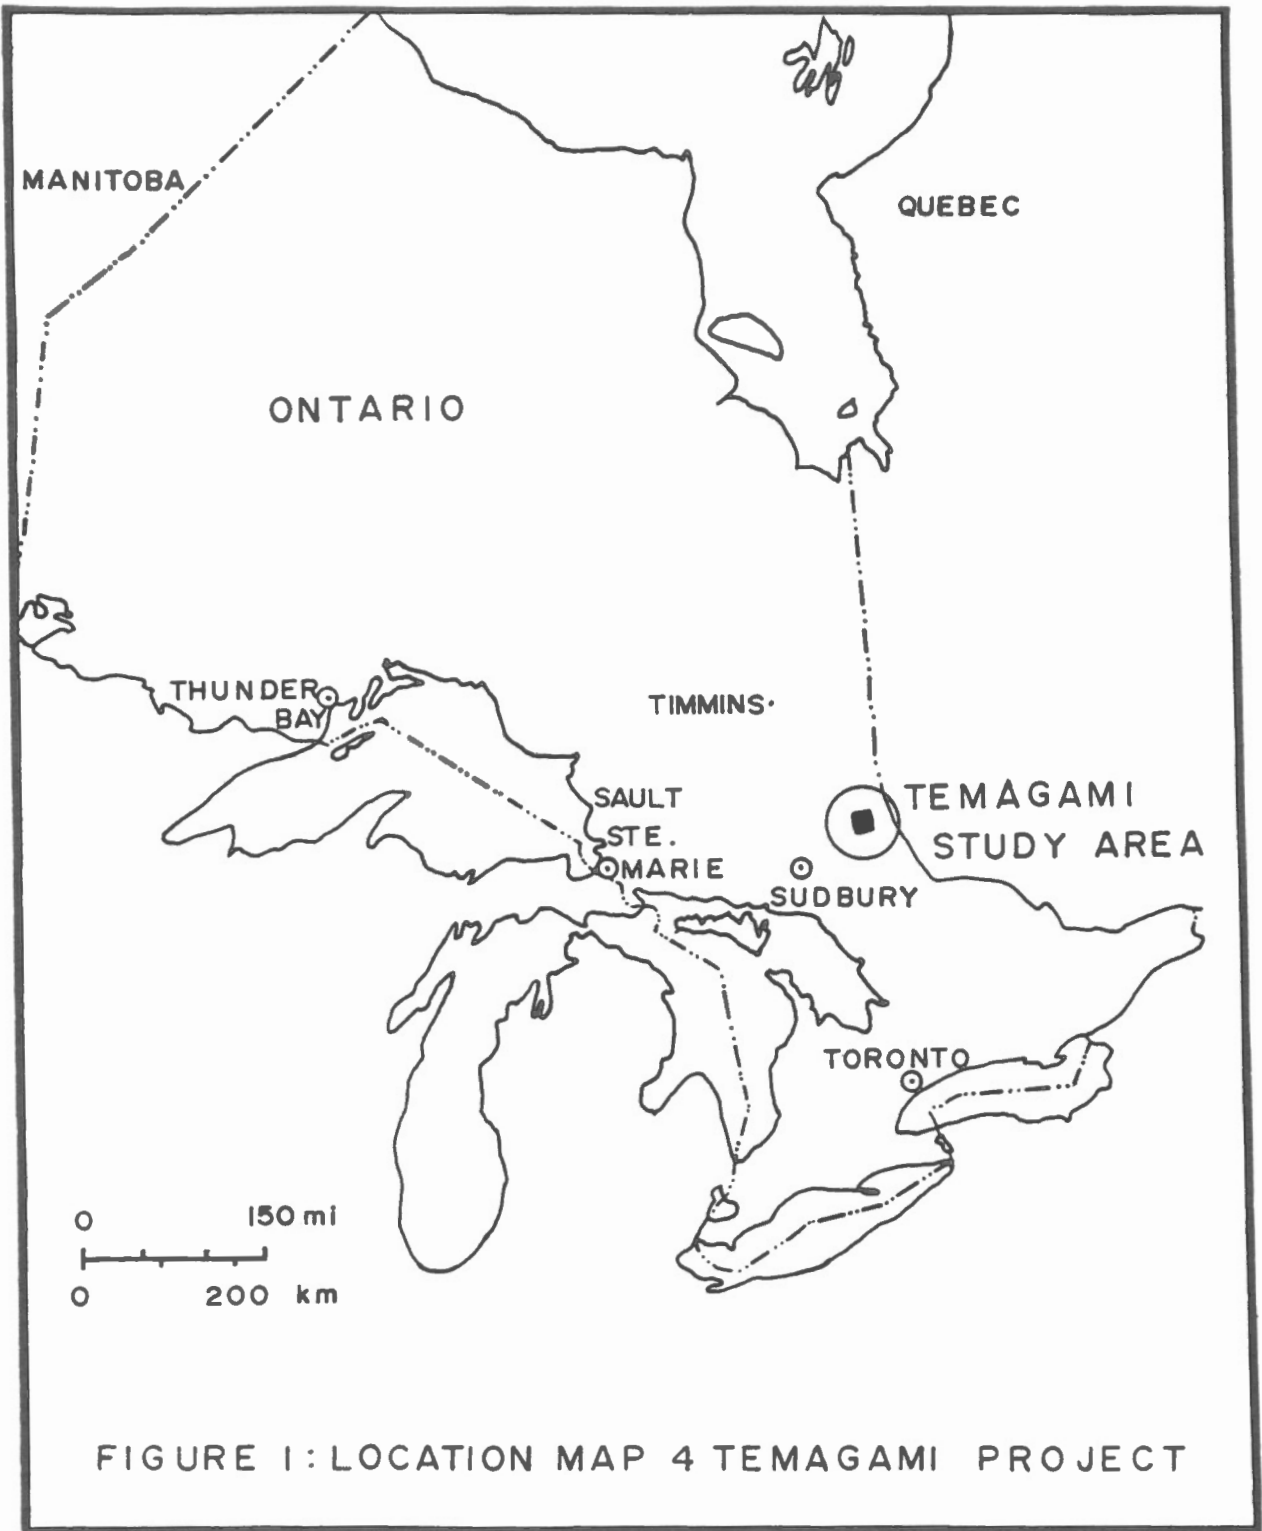 MANITOBA
QUEBEC
ONTARIO
THUNDER
BAY
TIMMINS
SAULT
STE.
MARIE
TEMAGAMI
STUDY AREA
SUDBURY
TORONTO
0 150 mi
0 200 km
FIGURE 1: LOCATION MAP 4 TEMAGAMI PROJECT